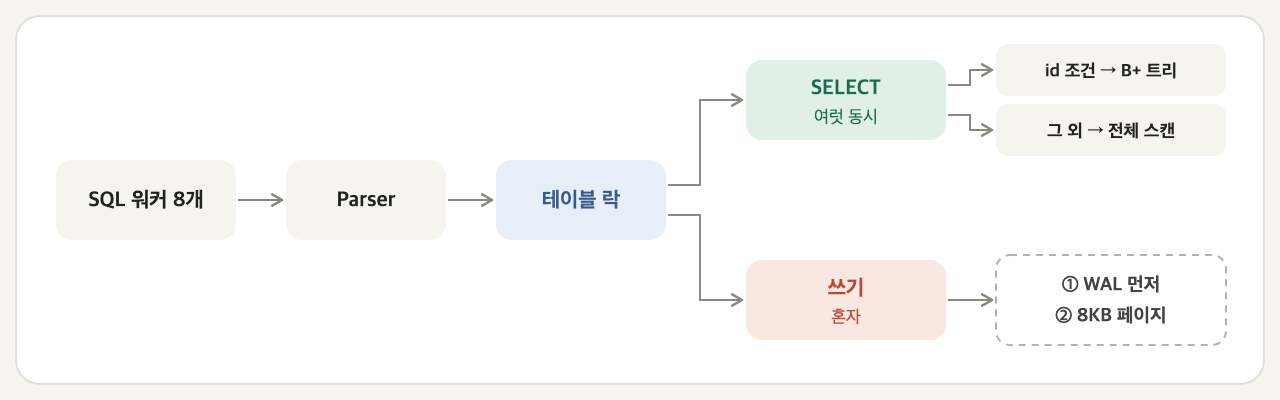 SQL 워커 8개
Parser
테이블 락
SELECT
여럿 동시
id 조건 → B+ 트리
그 외 → 전체 스캔
쓰기
혼자
① WAL 먼저
② 8KB 페이지